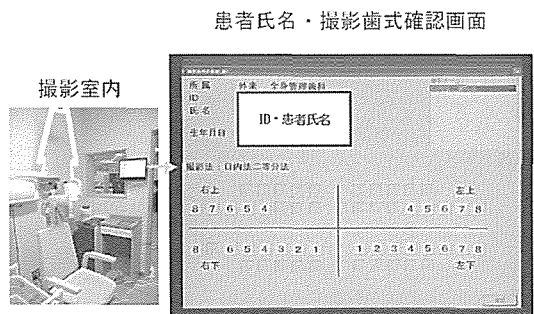 患者氏名・撮影歯式確認画面
撮影室内
所属 外来 全身管理歯科
ID
氏名
ID・患者氏名
生年月日
撮影法:口内法二等分法
右上 左上
8 7 6 5 4 4 5 6 7 8
8 6 5 4 3 2 1 1 2 3 4 5 6 7 8
右下 左下